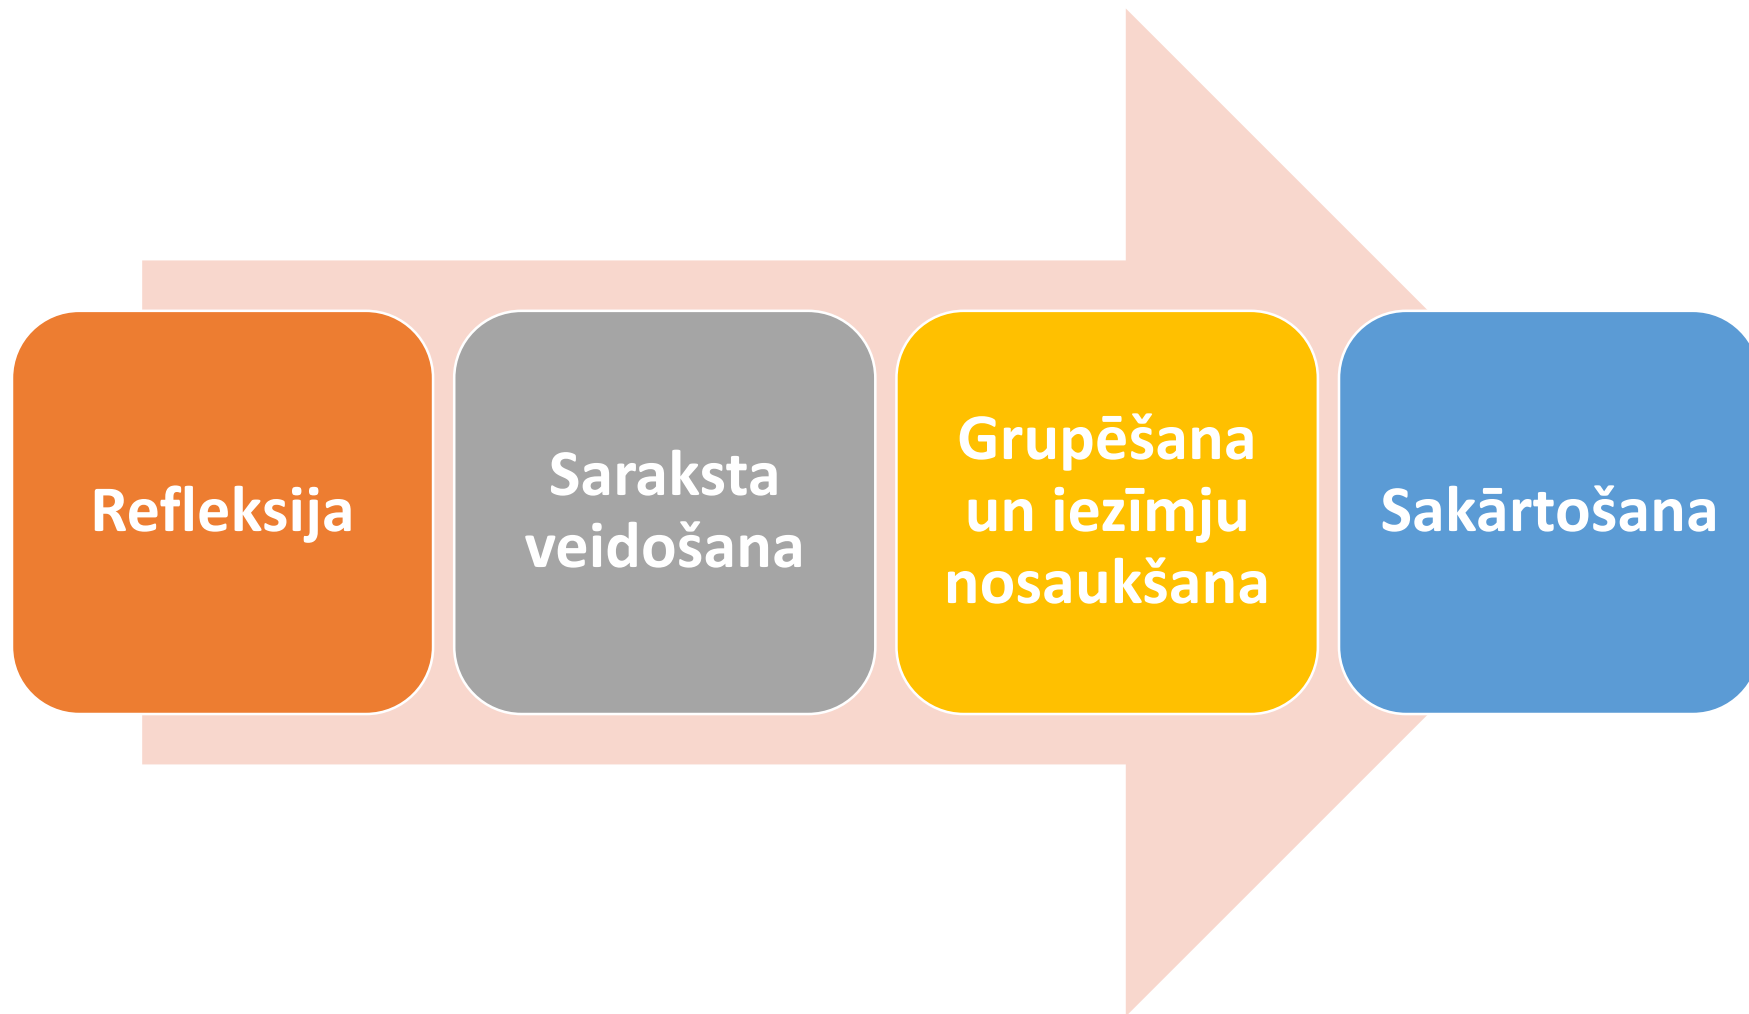 Refleksija
Saraksta
veidošana
Grupēšana
un iezīmju
nosaukšana
Sakārtošana